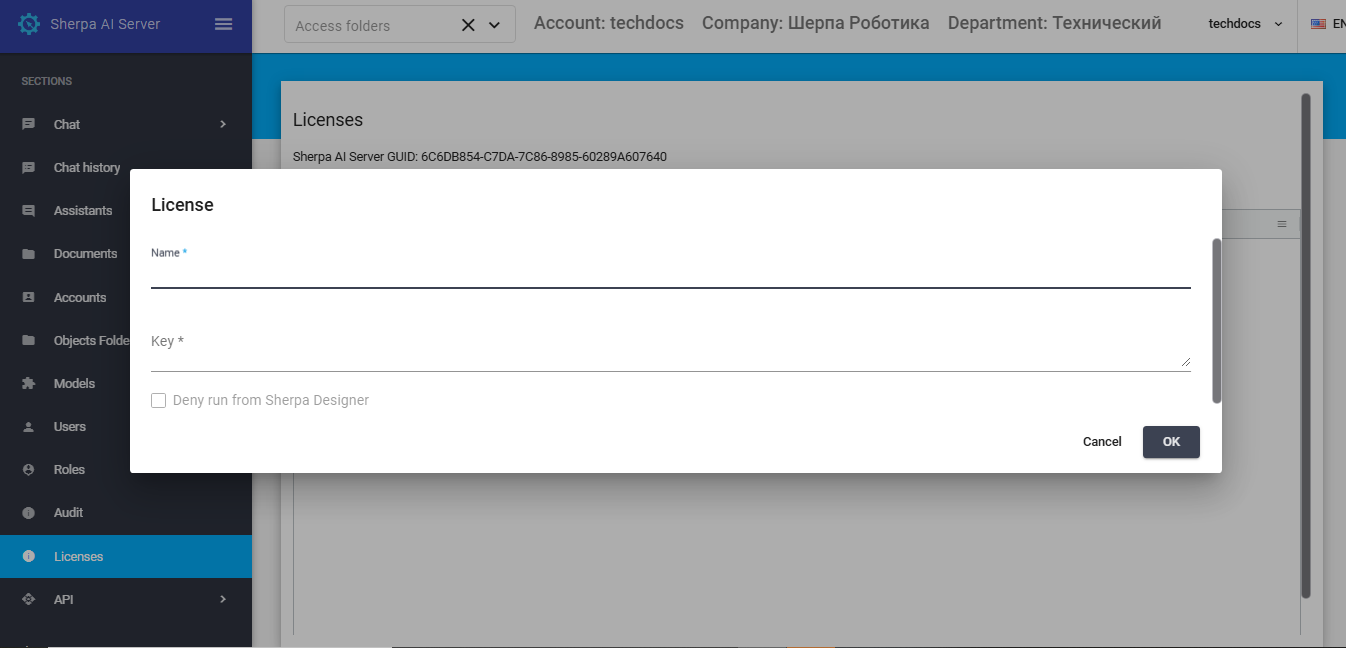 Sherpa AI Server
Access folders
Account: techdocs Company: Шерпа Роботика Department: Технический
techdocs
EN
SECTIONS
Chat
Chat history
Assistants
Documents
Accounts
Objects Folde
Models
Users
Roles
Audit
Licenses
API
Licenses
Sherpa AI Server GUID: 6C6DB854-C7DA-7C86-8985-60289A607640
License
Name *
Key *
Deny run from Sherpa Designer
Cancel
OK